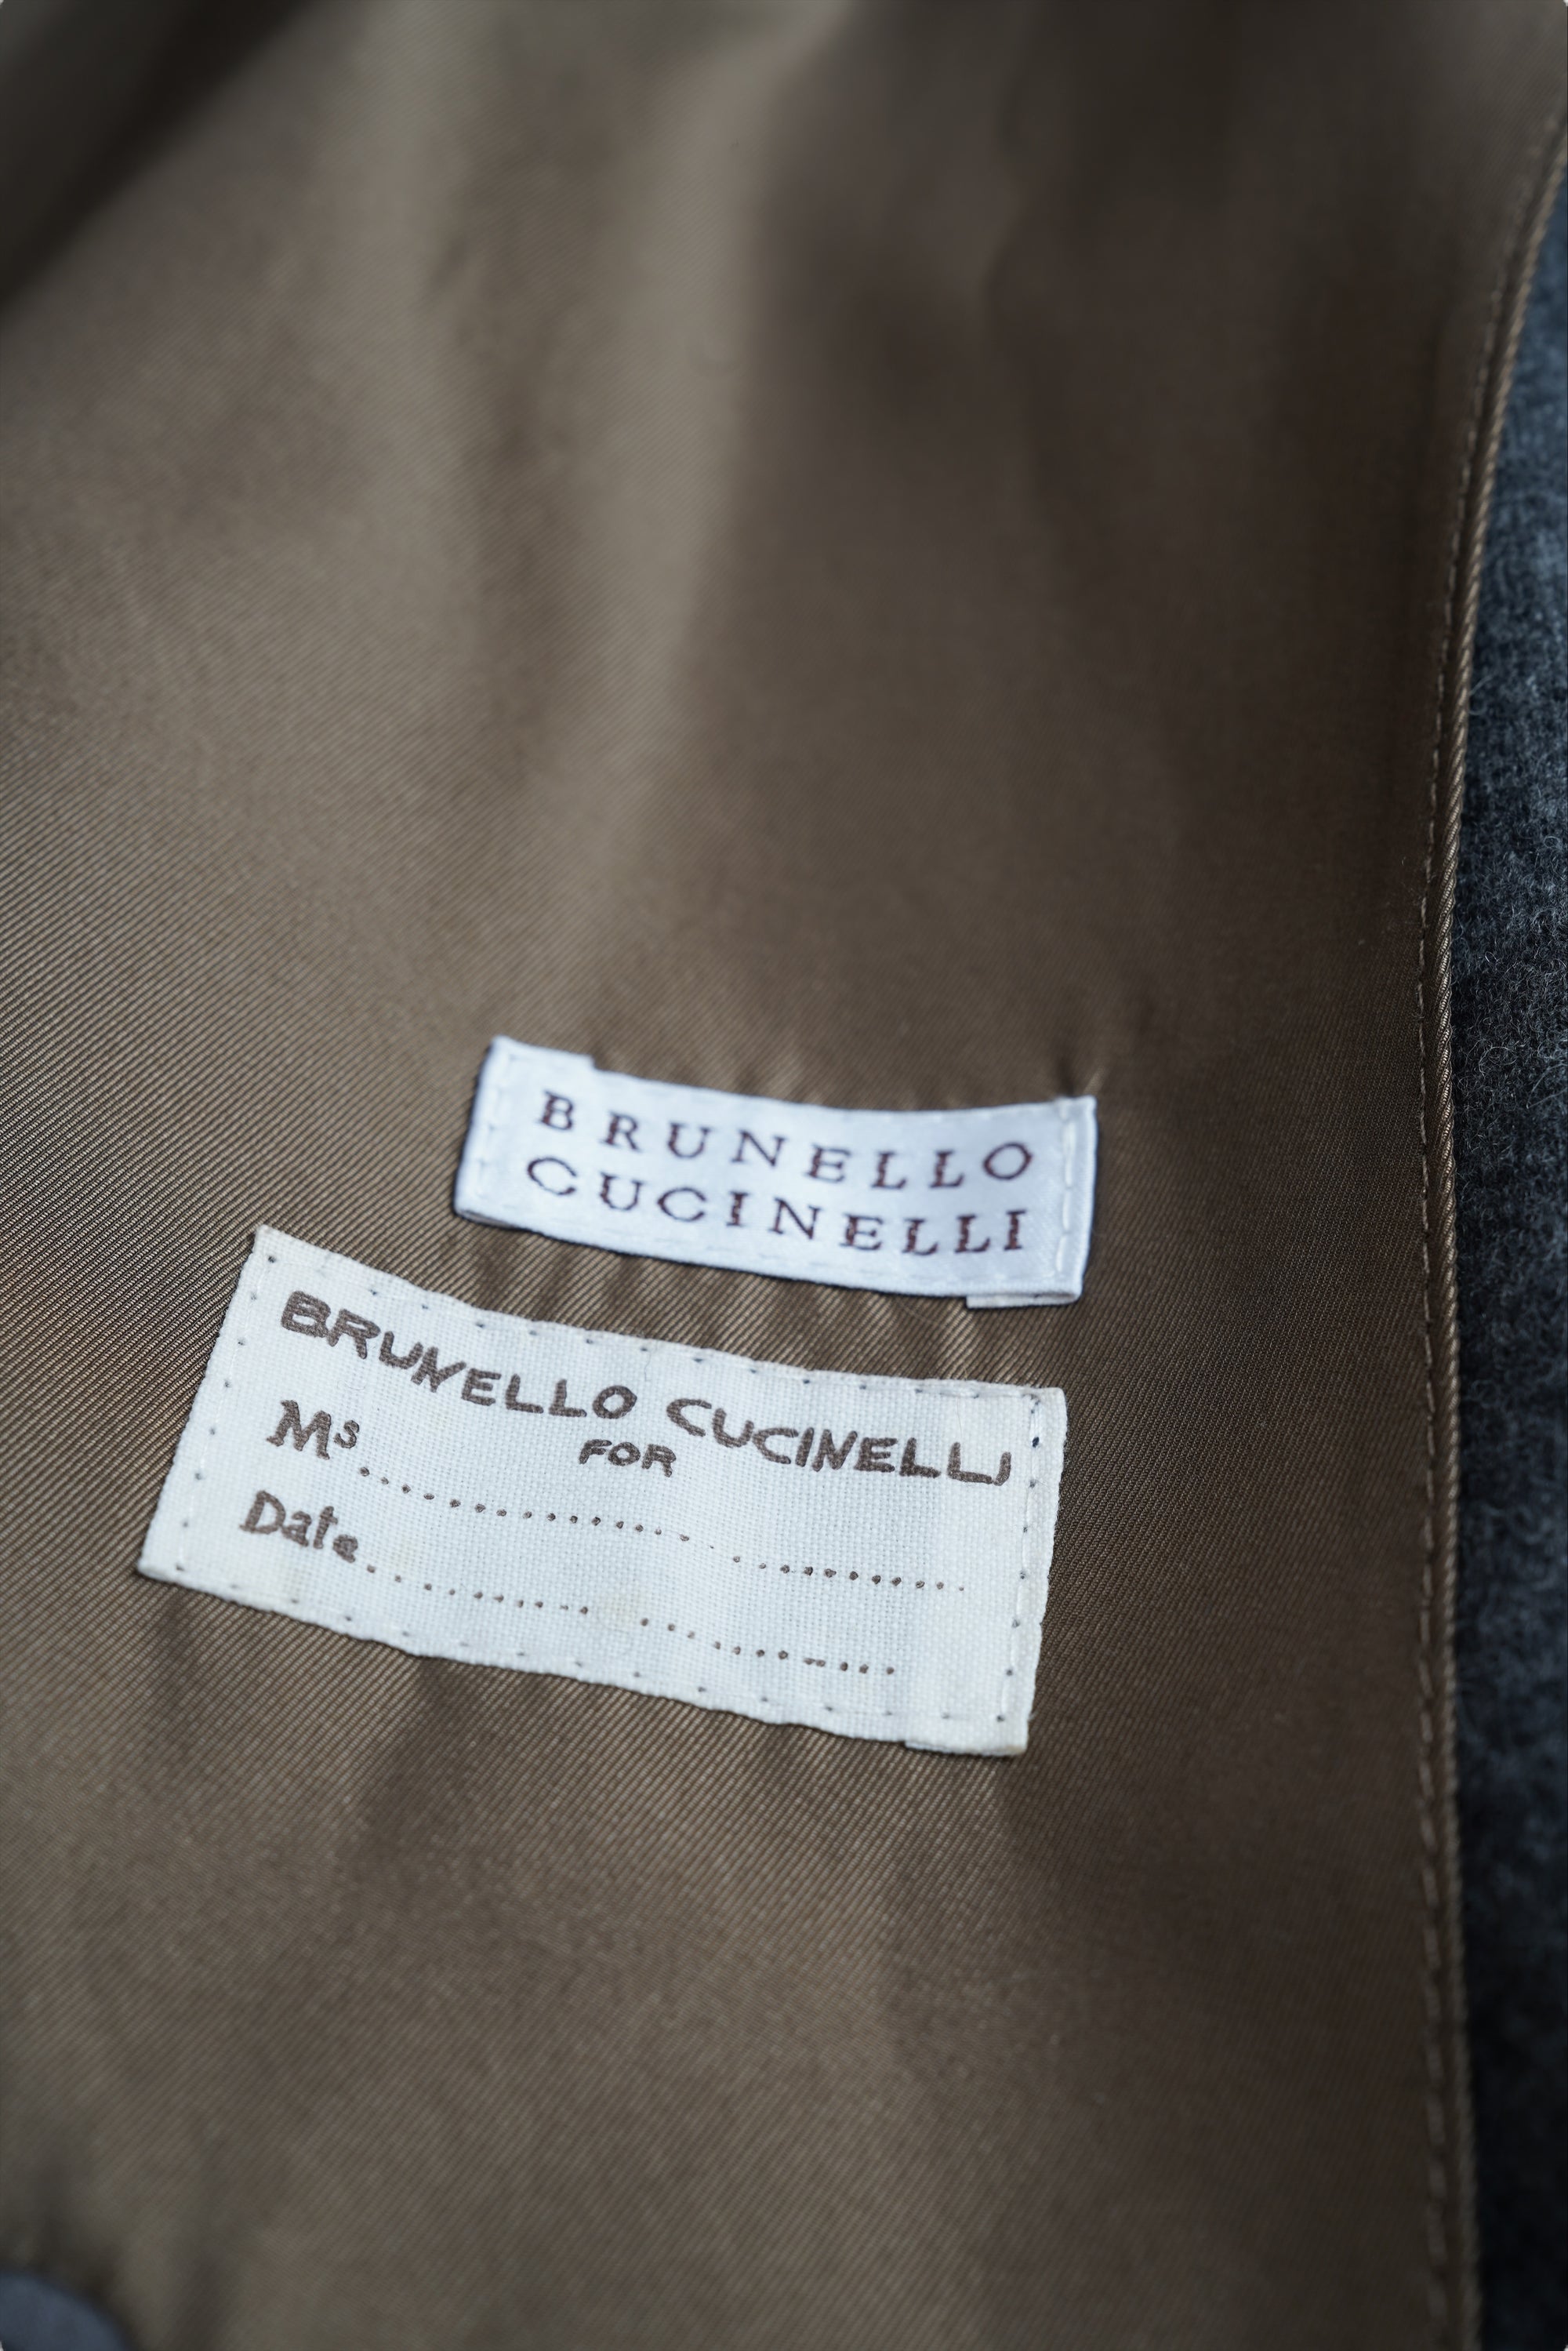 BRUNELLO
CUCINELLI
BRUNELLO CUCINELLI
FOR
Ms....................................
Date....................................